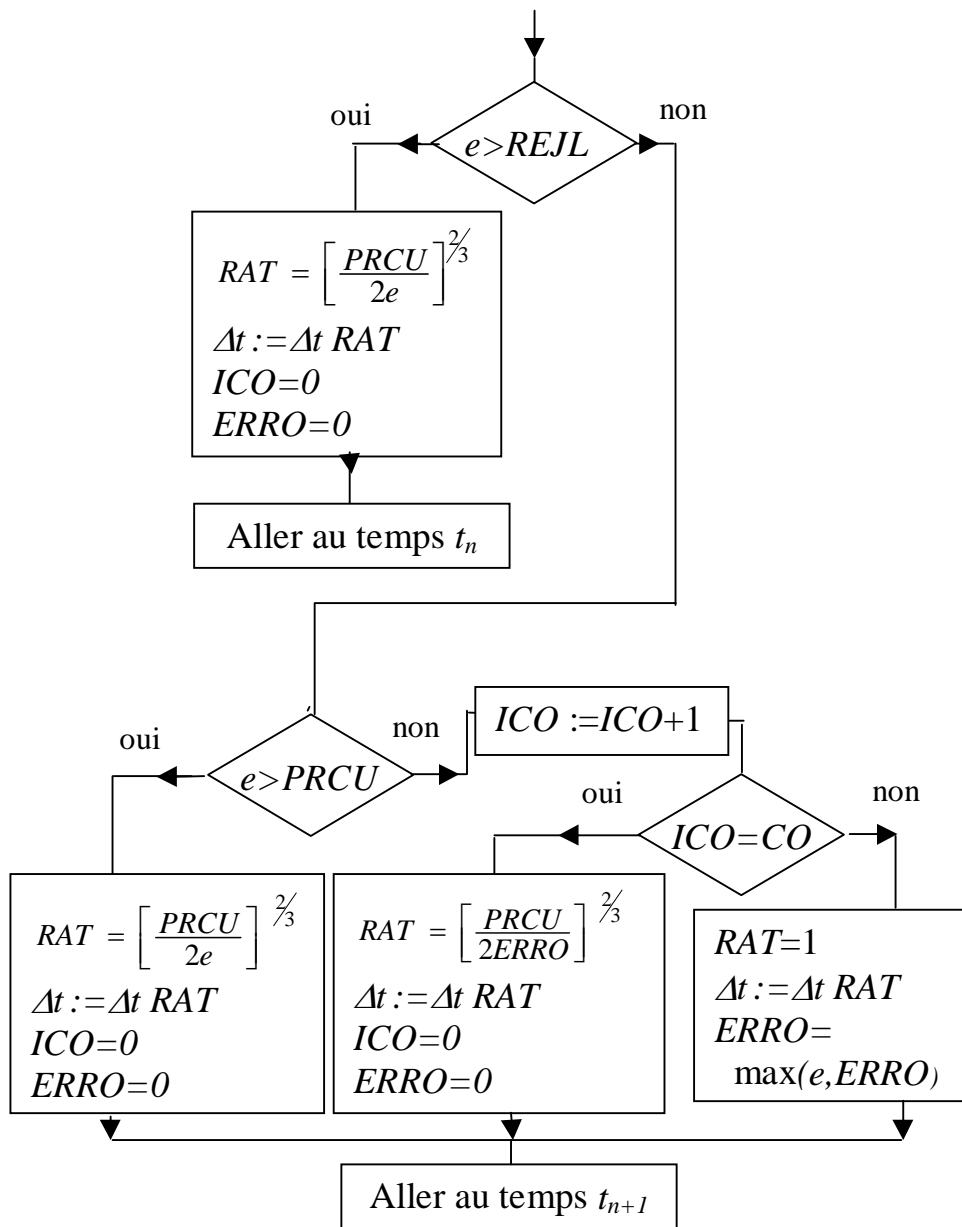 oui
non
e>REJL
RAT = [PRCU/2e]^2/3
Δt :=Δt RAT
ICO=0
ERRO=0
Aller au temps tn
ICO :=ICO+1
oui
non
e>PRCU
oui
non
ICO=CO
RAT = [PRCU/2e]^2/3
Δt :=Δt RAT
ICO=0
ERRO=0
RAT = [PRCU/2ERRO]^2/3
Δt :=Δt RAT
ICO=0
ERRO=0
RAT=1
Δt :=Δt RAT
ERRO=
max(e,ERRO)
Aller au temps tn+1